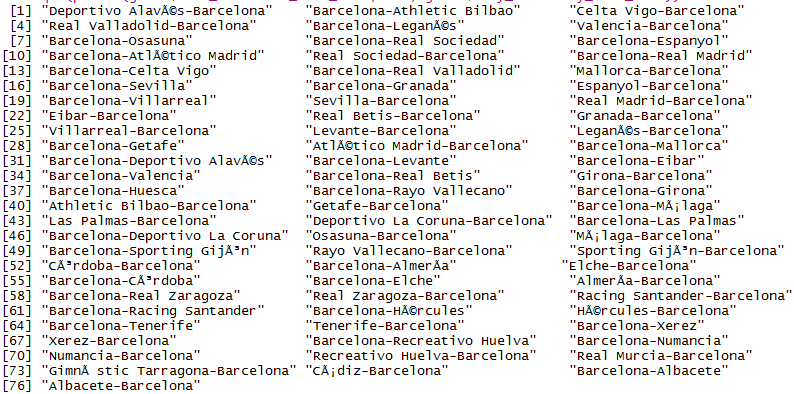 [1] "Deportivo AlavÃ©s-Barcelona" "Barcelona-Athletic Bilbao" "Celta Vigo-Barcelona"
[4] "Real Valladolid-Barcelona" "Barcelona-LeganÃ©s" "Valencia-Barcelona"
[7] "Barcelona-Osasuna" "Barcelona-Real Sociedad" "Barcelona-Espanyol"
[10] "Barcelona-AtlÃ©tico Madrid" "Real Sociedad-Barcelona" "Barcelona-Real Madrid"
[13] "Barcelona-Celta Vigo" "Barcelona-Real Valladolid" "Mallorca-Barcelona"
[16] "Barcelona-Sevilla" "Barcelona-Granada" "Espanyol-Barcelona"
[19] "Barcelona-Villarreal" "Sevilla-Barcelona" "Real Madrid-Barcelona"
[22] "Eibar-Barcelona" "Real Betis-Barcelona" "Granada-Barcelona"
[25] "Villarreal-Barcelona" "Levante-Barcelona" "LeganÃ©s-Barcelona"
[28] "Barcelona-Getafe" "AtlÃ©tico Madrid-Barcelona" "Barcelona-Mallorca"
[31] "Barcelona-Deportivo AlavÃ©s" "Barcelona-Levante" "Barcelona-Eibar"
[34] "Barcelona-Valencia" "Barcelona-Real Betis" "Girona-Barcelona"
[37] "Barcelona-Huesca" "Barcelona-Rayo Vallecano" "Barcelona-Girona"
[40] "Athletic Bilbao-Barcelona" "Getafe-Barcelona" "Barcelona-MÃ¡laga"
[43] "Las Palmas-Barcelona" "Deportivo La Coruna-Barcelona" "Barcelona-Las Palmas"
[46] "Barcelona-Deportivo La Coruna" "Osasuna-Barcelona" "MÃ¡laga-Barcelona"
[49] "Barcelona-Sporting GijÃªn" "Rayo Vallecano-Barcelona" "Sporting GijÃªn-Barcelona"
[52] "CÃªrdoba-Barcelona" "Barcelona-AlmerÃ­a" "Elche-Barcelona"
[55] "Barcelona-CÃªrdoba" "Barcelona-Elche" "AlmerÃ­a-Barcelona"
[58] "Barcelona-Real Zaragoza" "Real Zaragoza-Barcelona" "Racing Santander-Barcelona"
[61] "Barcelona-Racing Santander" "Barcelona-HÃ©rcules" "HÃ©rcules-Barcelona"
[64] "Barcelona-Tenerife" "Tenerife-Barcelona" "Barcelona-Xerez"
[67] "Xerez-Barcelona" "Barcelona-Recreativo Huelva" "Barcelona-Numancia"
[70] "Numancia-Barcelona" "Recreativo Huelva-Barcelona" "Real Murcia-Barcelona"
[73] "GimnÃ stic Tarragona-Barcelona" "CÃ¡diz-Barcelona" "Barcelona-Albacete"
[76] "Albacete-Barcelona"